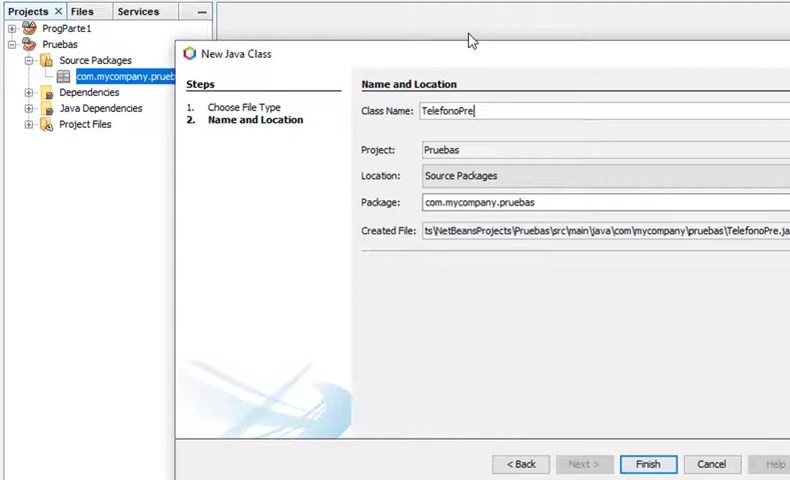 Projects Files Services
ProgParte1
Pruebas
Source Packages
com.mycompany.prueb
Dependencies
Java Dependencies
Project Files
New Java Class
Steps
1. Choose File Type
2. Name and Location
Name and Location
Class Name: TelefonoPre
Project: Pruebas
Location: Source Packages
Package: com.mycompany.pruebas
Created File: ts\NetBeansProjects\Pruebas\src\main\java\com\mycompany\pruebas\TelefonoPre.ja
< Back Next > Finish Cancel Help